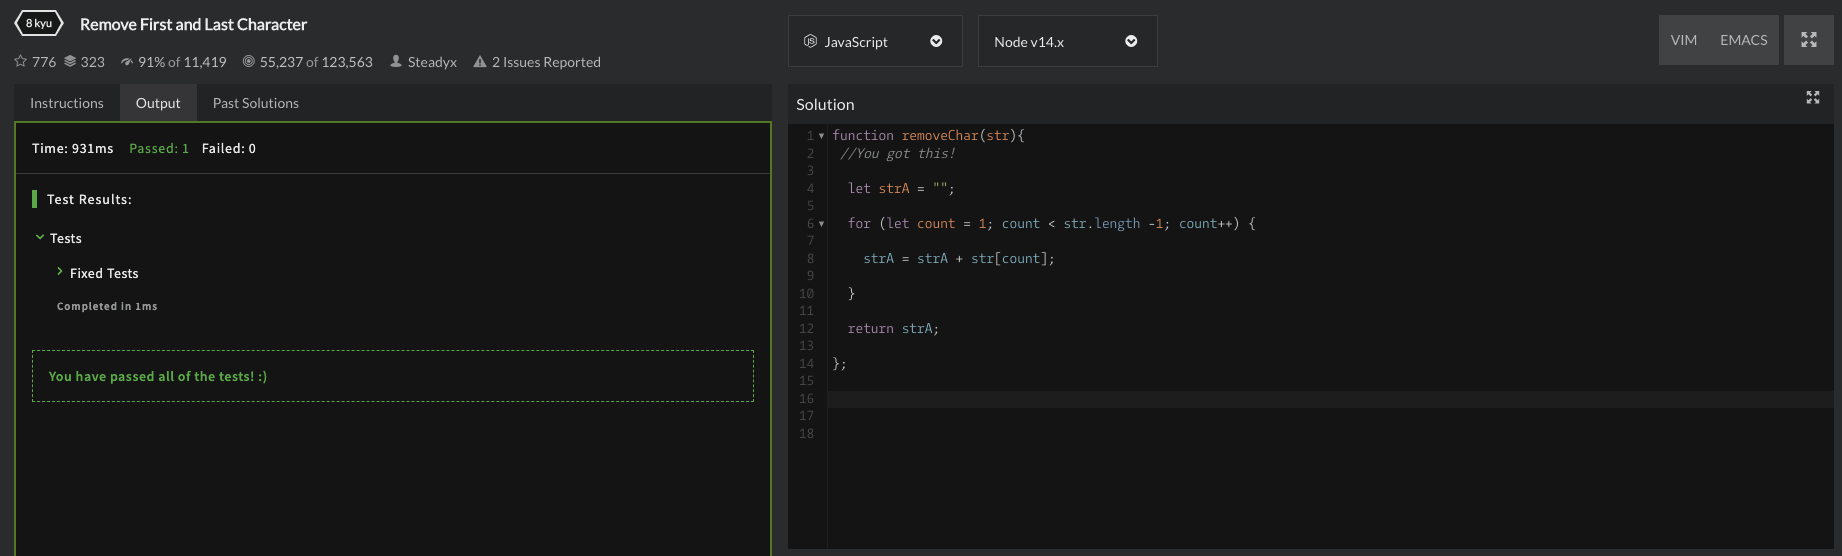 8 kyu Remove First and Last Character
776 323 91% of 11,419 55,237 of 123,563 Steadyx 2 Issues Reported
JavaScript Node v14.x VIM EMACS
Instructions Output Past Solutions
Time: 931ms Passed: 1 Failed: 0
Test Results:
Tests
Fixed Tests
Completed in 1ms
You have passed all of the tests! :)
Solution
1 function removeChar(str){
2 //You got this!
3
4 let strA = "";
5
6 for (let count = 1; count < str.length -1; count++) {
7
8 strA = strA + str[count];
9
10 }
11
12 return strA;
13
14 };
15
16
17
18